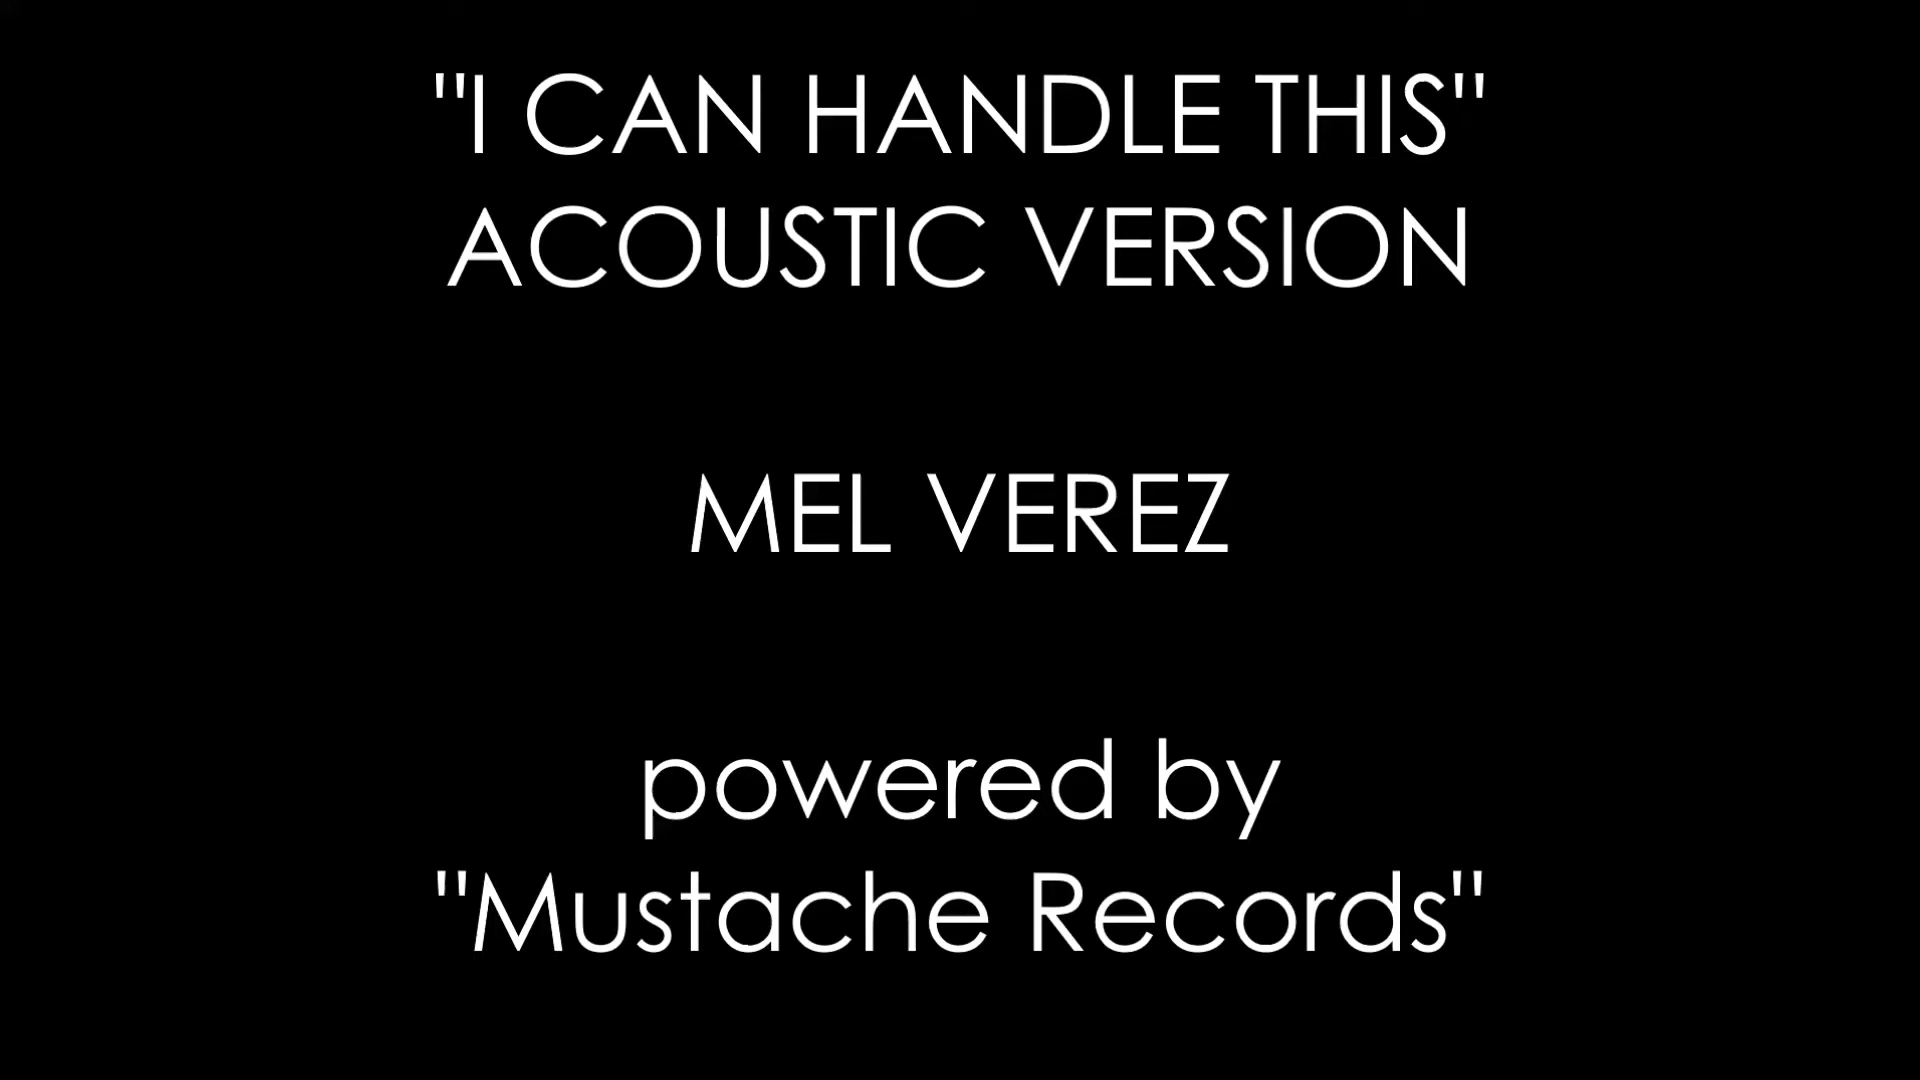 "I CAN HANDLE THIS"
ACOUSTIC VERSION
MEL VEREZ
powered by
"Mustache Records"